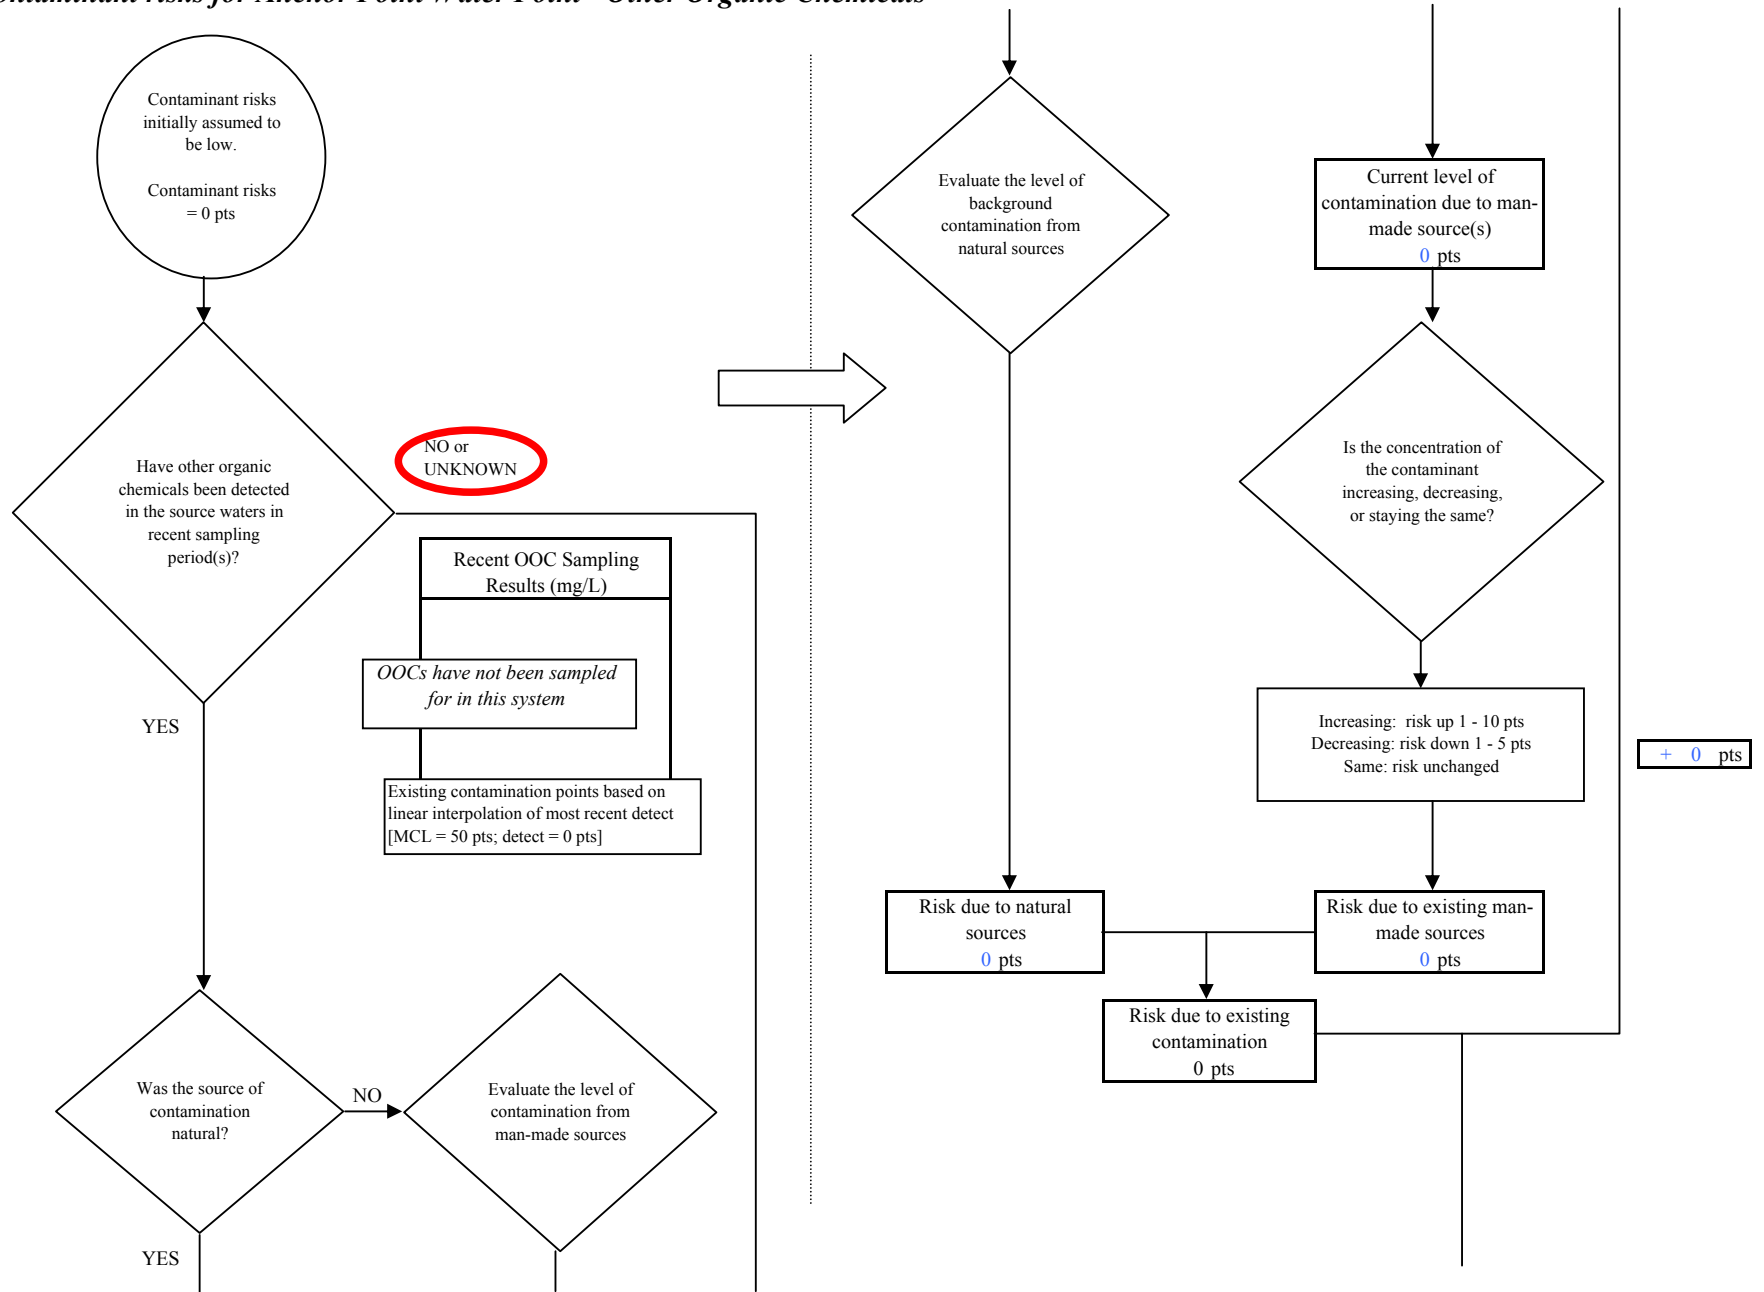 Contaminant risks
initially assumed to
be low.
Contaminant risks
= 0 pts
Have other organic
chemicals been detected
in the source waters in
recent sampling
period(s)?
NO or
UNKNOWN
Recent OOC Sampling
Results (mg/L)
OOCs have not been sampled
for in this system
YES
Existing contamination points based on
linear interpolation of most recent detect
[MCL = 50 pts; detect = 0 pts]
Was the source of
contamination
natural?
NO
Evaluate the level of
contamination from
man-made sources
YES
Evaluate the level of
background
contamination from
natural sources
Current level of
contamination due to man-
made source(s)
0 pts
Is the concentration of
the contaminant
increasing, decreasing,
or staying the same?
Increasing: risk up 1 - 10 pts
Decreasing: risk down 1 - 5 pts
Same: risk unchanged
+ 0 pts
Risk due to natural
sources
0 pts
Risk due to existing man-
made sources
0 pts
Risk due to existing
contamination
0 pts